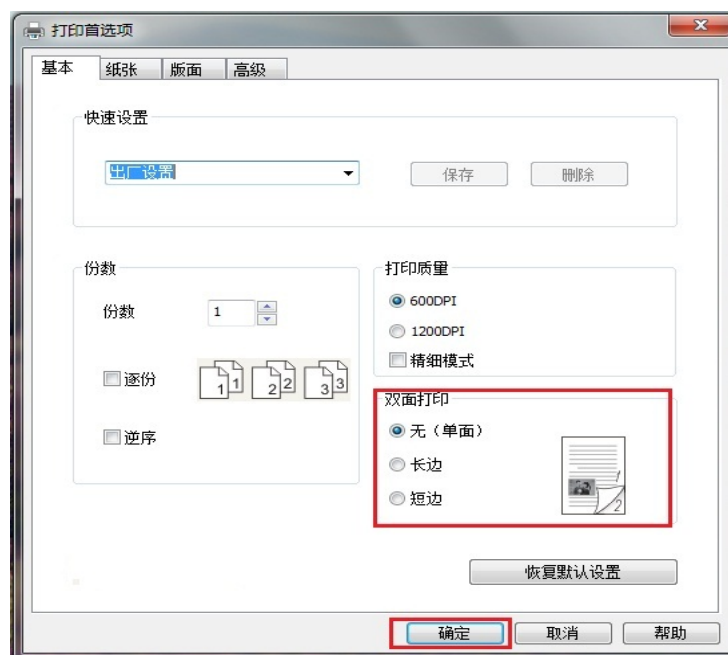 打印首选项
基本 纸张 版面 高级
快速设置
出厂设置 保存 删除
份数
份数 1
逐份 1 1 2 2 3 3
逆序
打印质量
600DPI
1200DPI
精细模式
双面打印
无（单面）
长边
短边
1
2
恢复默认设置
确定 取消 帮助